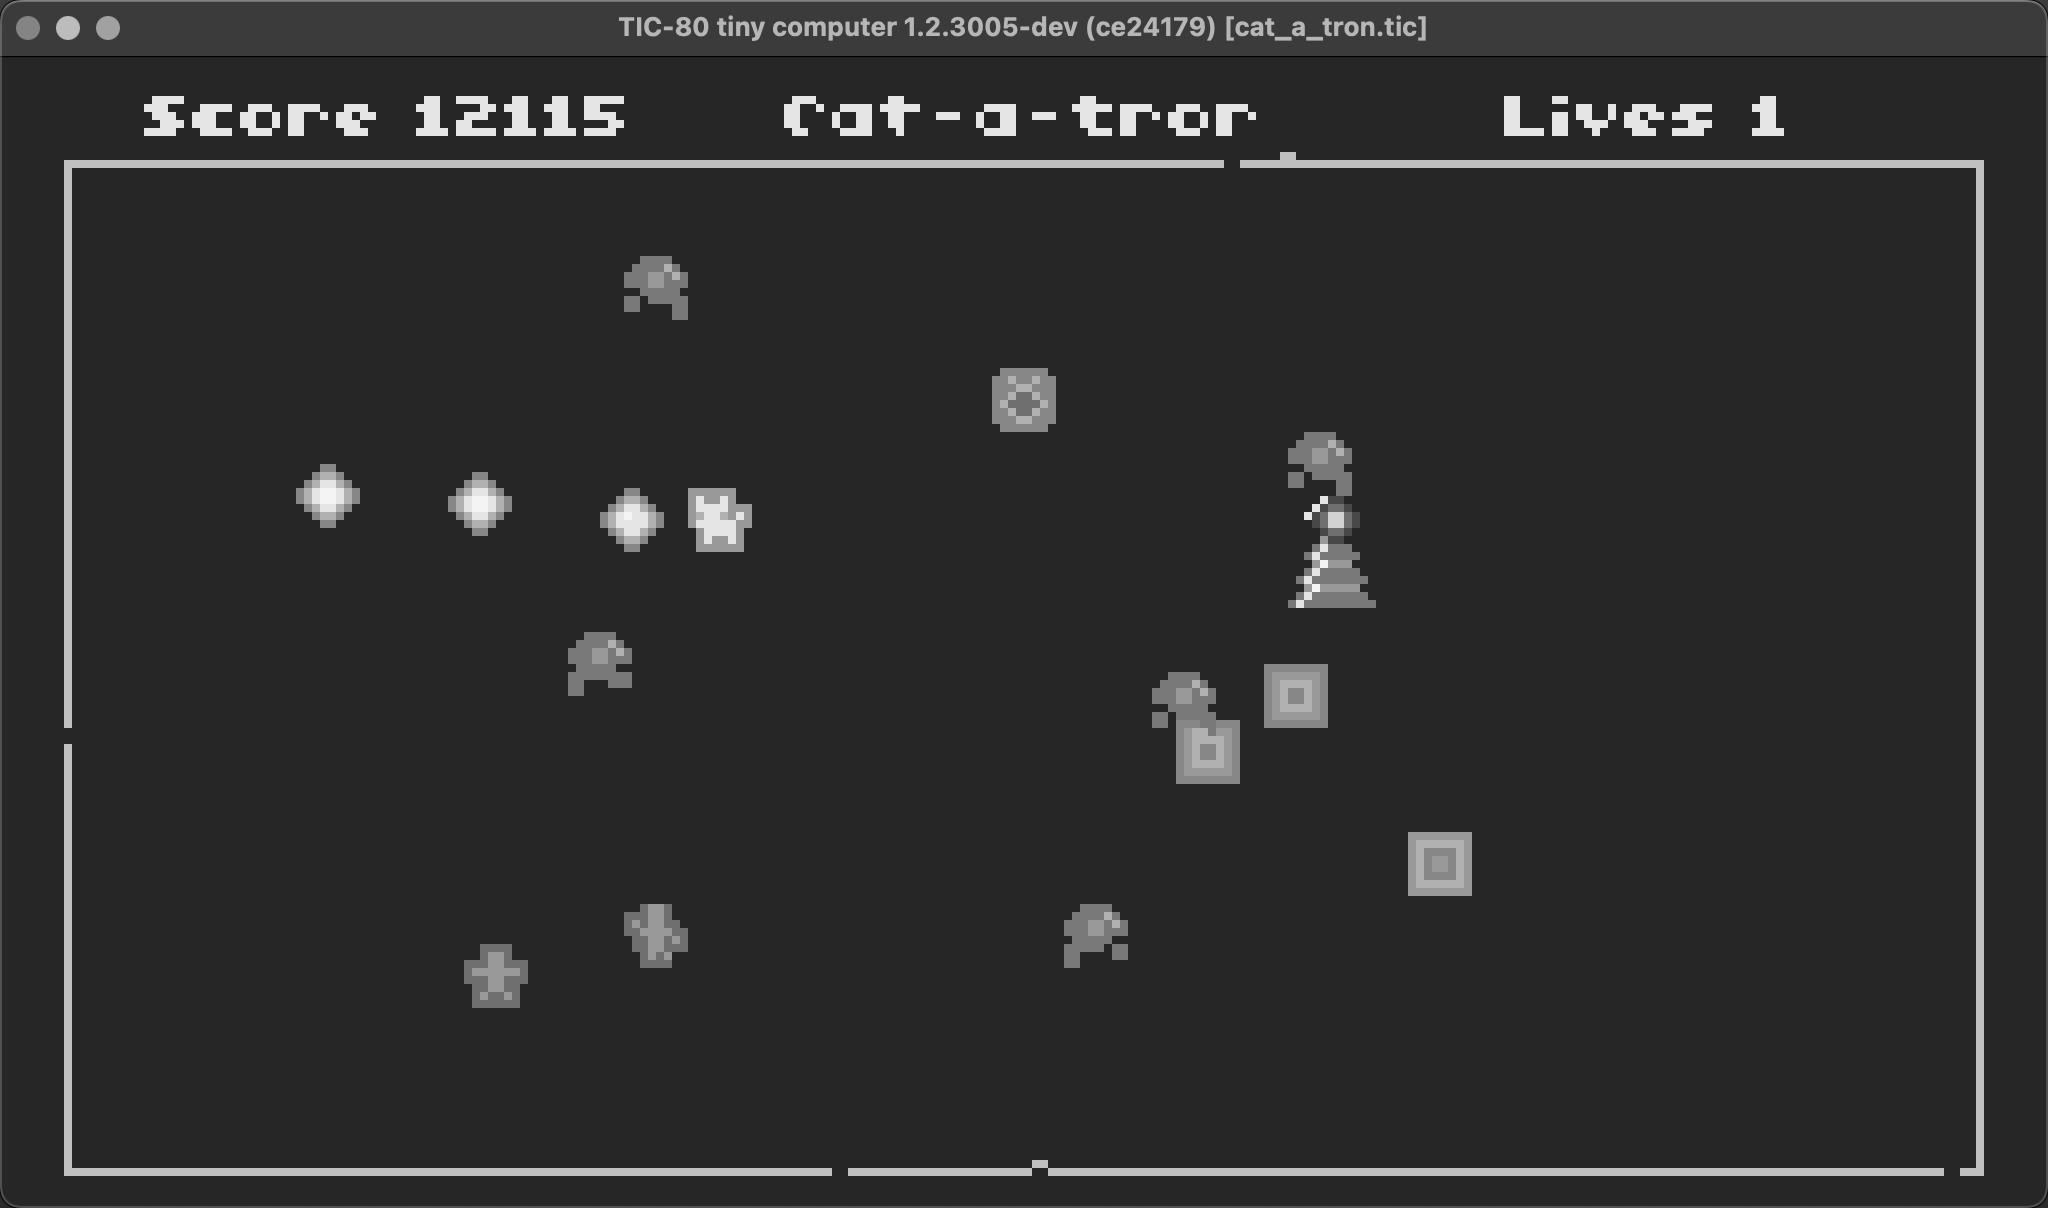 TIC-80 tiny computer 1.2.3005-dev (ce24179) [cat_a_tron.tic]
Score 12115 Cat-a-tron Lives 1